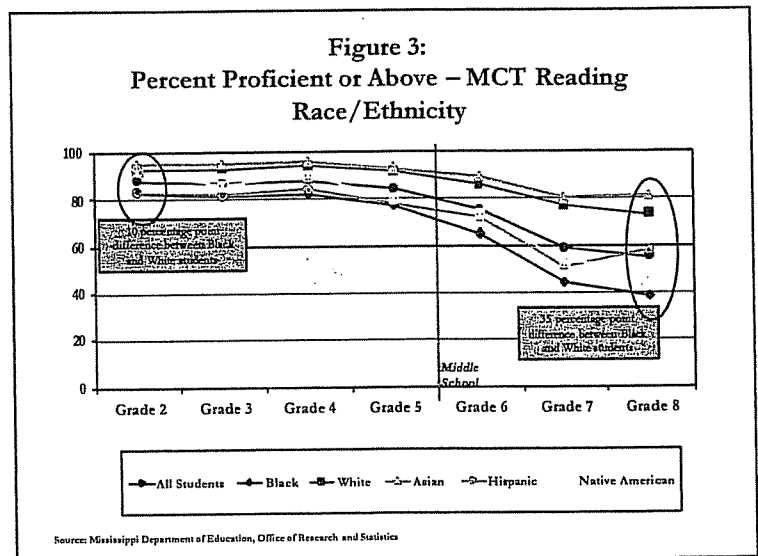 Figure 3:
Percent Proficient or Above – MCT Reading
Race/Ethnicity
100
80
60
40
20
0
10 percentage point
difference between Black
and White students
35 percentage point
difference between Black
and White students
Middle
School
Grade 2 Grade 3 Grade 4 Grade 5 Grade 6 Grade 7 Grade 8
All Students Black White Asian Hispanic Native American
Source: Mississippi Department of Education, Office of Research and Statistics